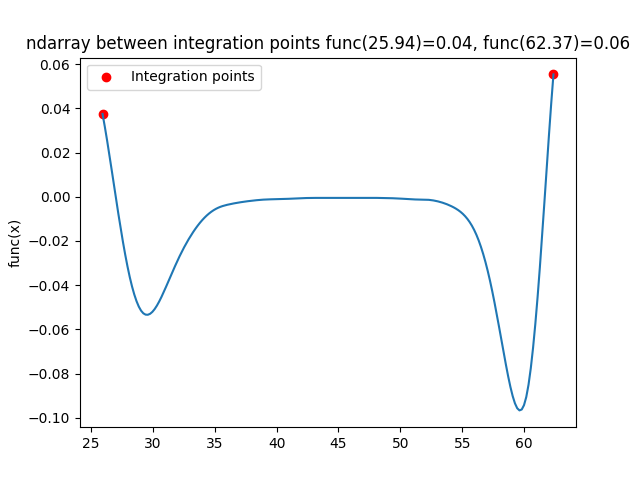 ndarray between integration points func(25.94)=0.04, func(62.37)=0.06
Integration points
func(x)
0.06
0.04
0.02
0.00
−0.02
−0.04
−0.06
−0.08
−0.10
25 30 35 40 45 50 55 60